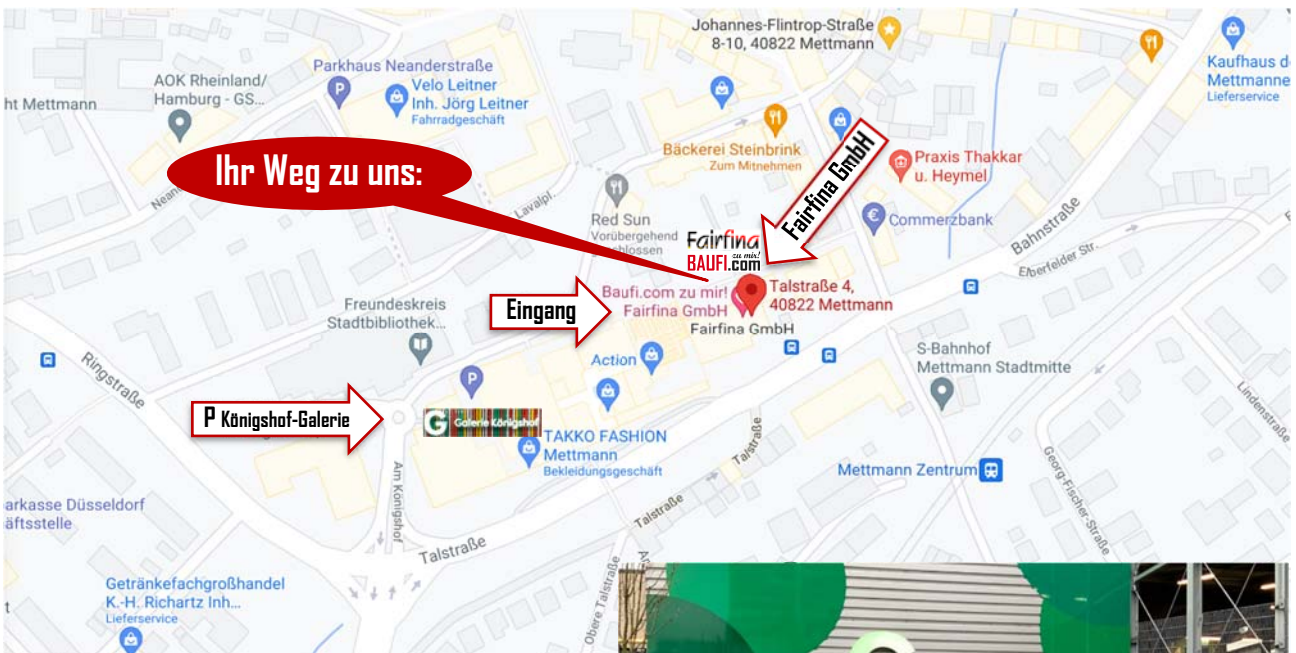 Johannes-Flintrop-Straße
8-10, 40822 Mettmann
Kaufhaus d
Mettmanne
Lieferservice
Parkhaus Neanderstraße
AOK Rheinland/
Hamburg - GS...
Velo Leitner
Inh. Jörg Leitner
Fahrradgeschäft
ht Mettmann
Bäckerei Steinbrink
Zum Mitnehmen
Fairfina GmbH
Praxis Thakkar
u. Heymel
Ihr Weg zu uns:
Nean
Lavalpl.
Red Sun
Vorübergehend
chlossen
Commerzbank
Bahnstraße
Elberfelder Str.
Fairfina
zu mir!
BAUFI.com
Baufi.com zu mir!
Fairfina GmbH
Talstraße 4,
40822 Mettmann
Fairfina GmbH
Eingang
Freundeskreis
Stadtbibliothek...
Action
S-Bahnhof
Mettmann Stadtmitte
Ringstraße
Lindenstraße
P Königshof-Galerie
G Galerie Königshof
TAKKO FASHION
Mettmann
Bekleidungsgeschäft
Talstraße
Mettmann Zentrum
Georg-Fischer-Straße
Am Königshof
arkasse Düsseldorf
äftsstelle
Talstraße
Talstraße
Obere Talstraße
Getränkefachgroßhandel
K.-H. Richartz Inh...
Lieferservice